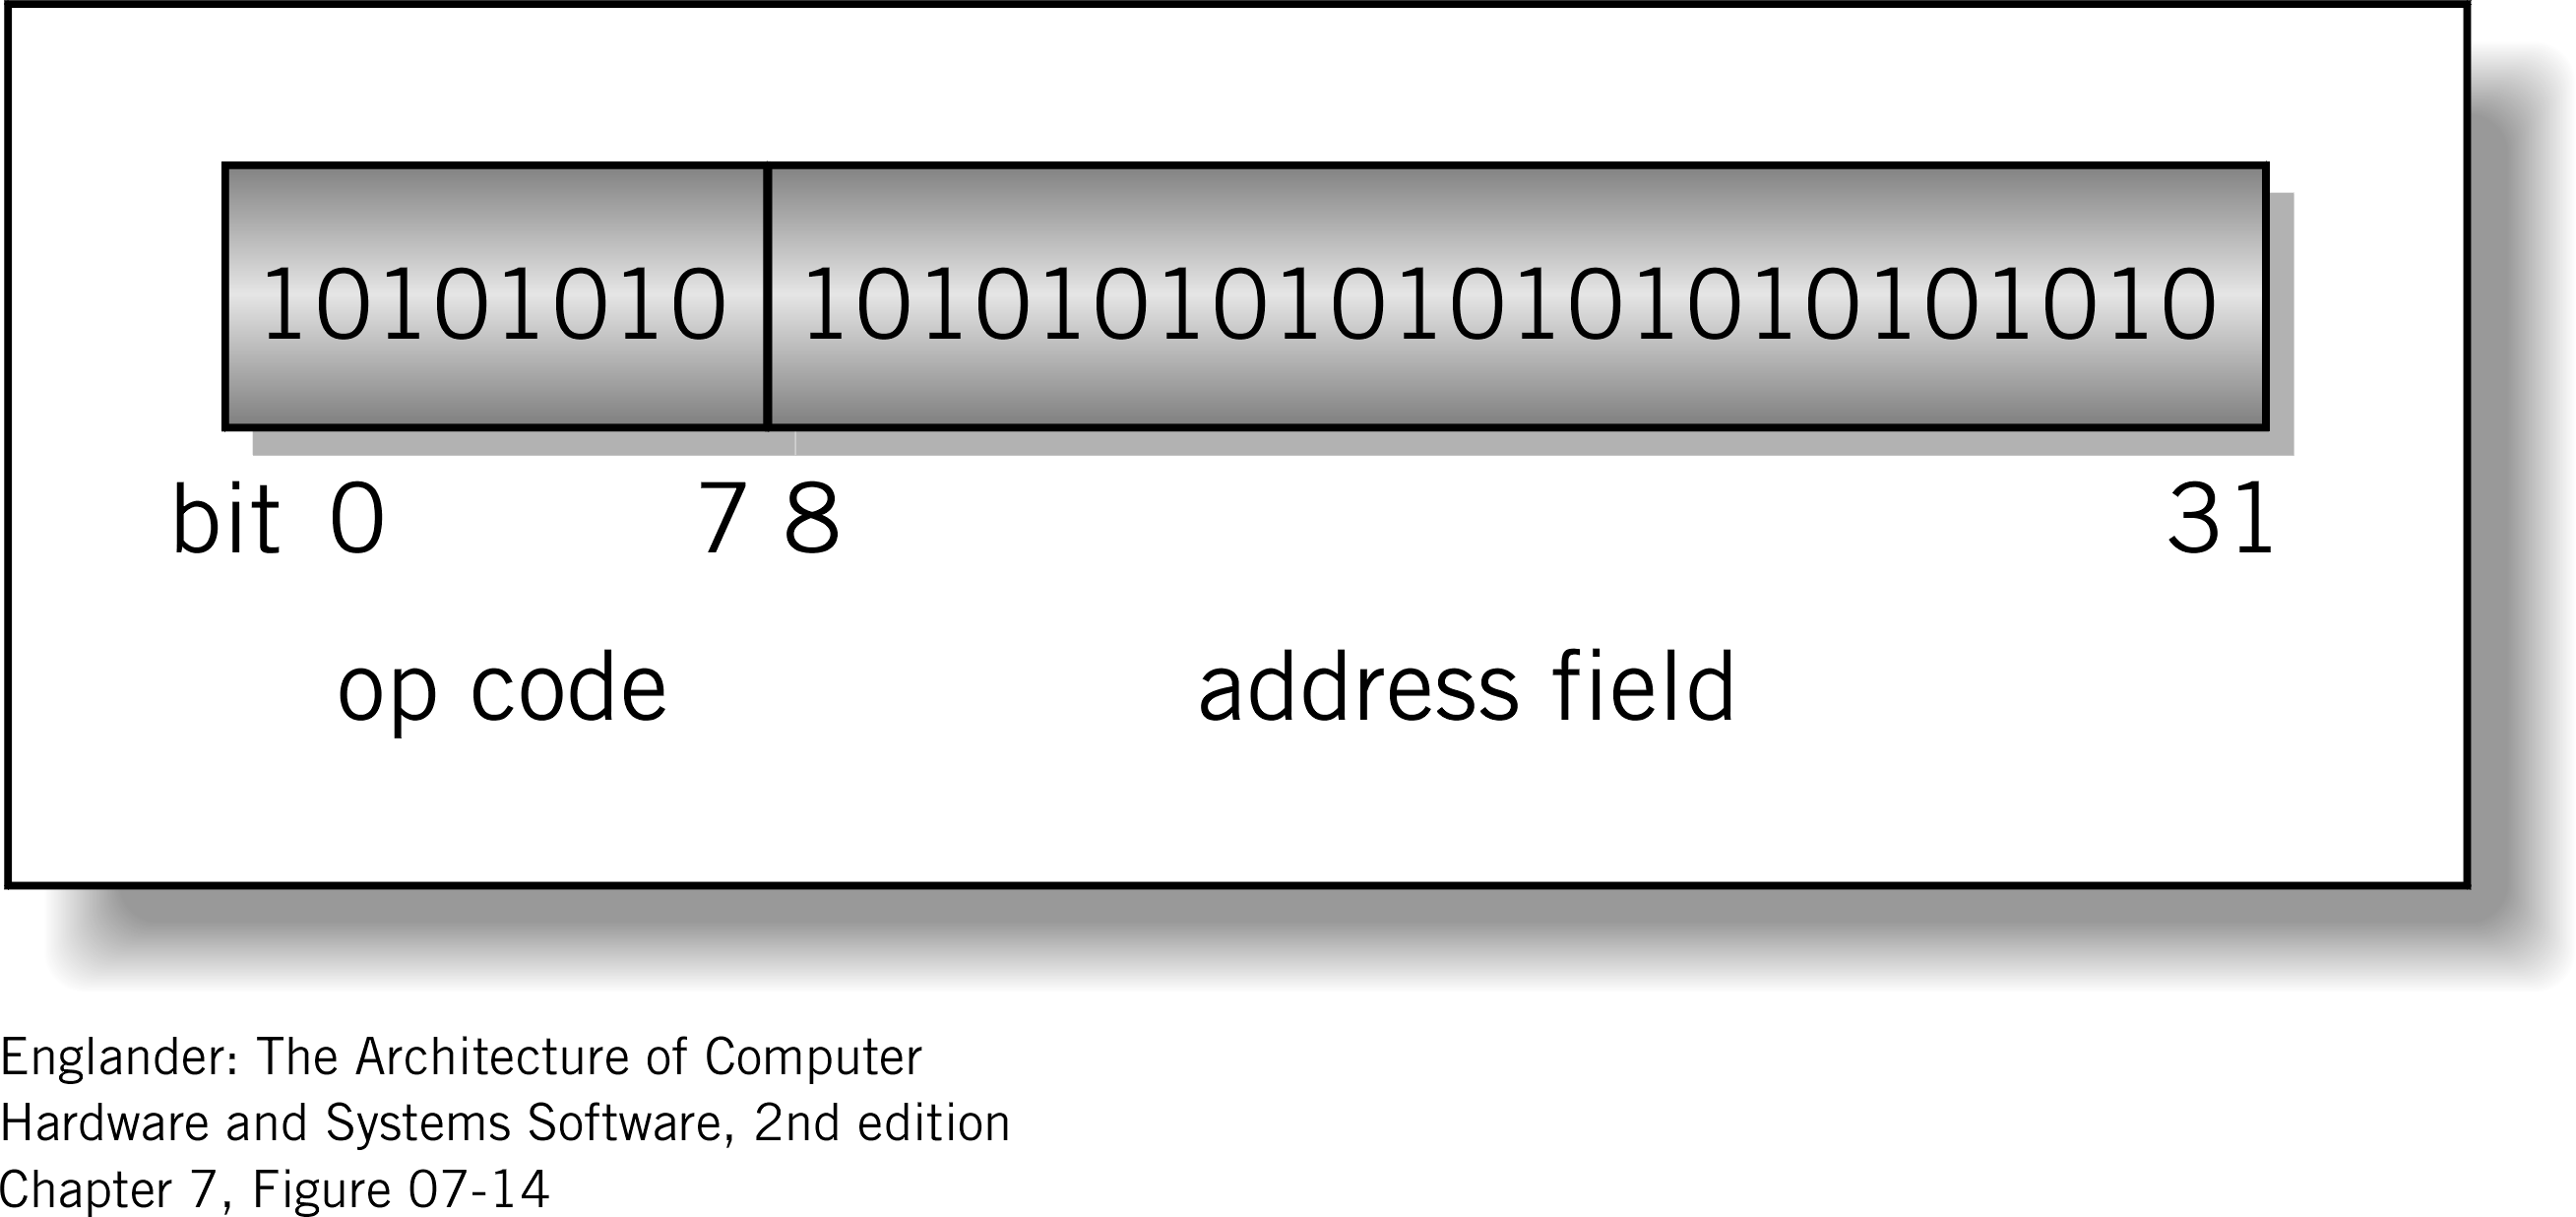 10101010 101010101010101010101010
bit 0 7 8 31
op code address field
Englander: The Architecture of Computer
Hardware and Systems Software, 2nd edition
Chapter 7, Figure 07-14